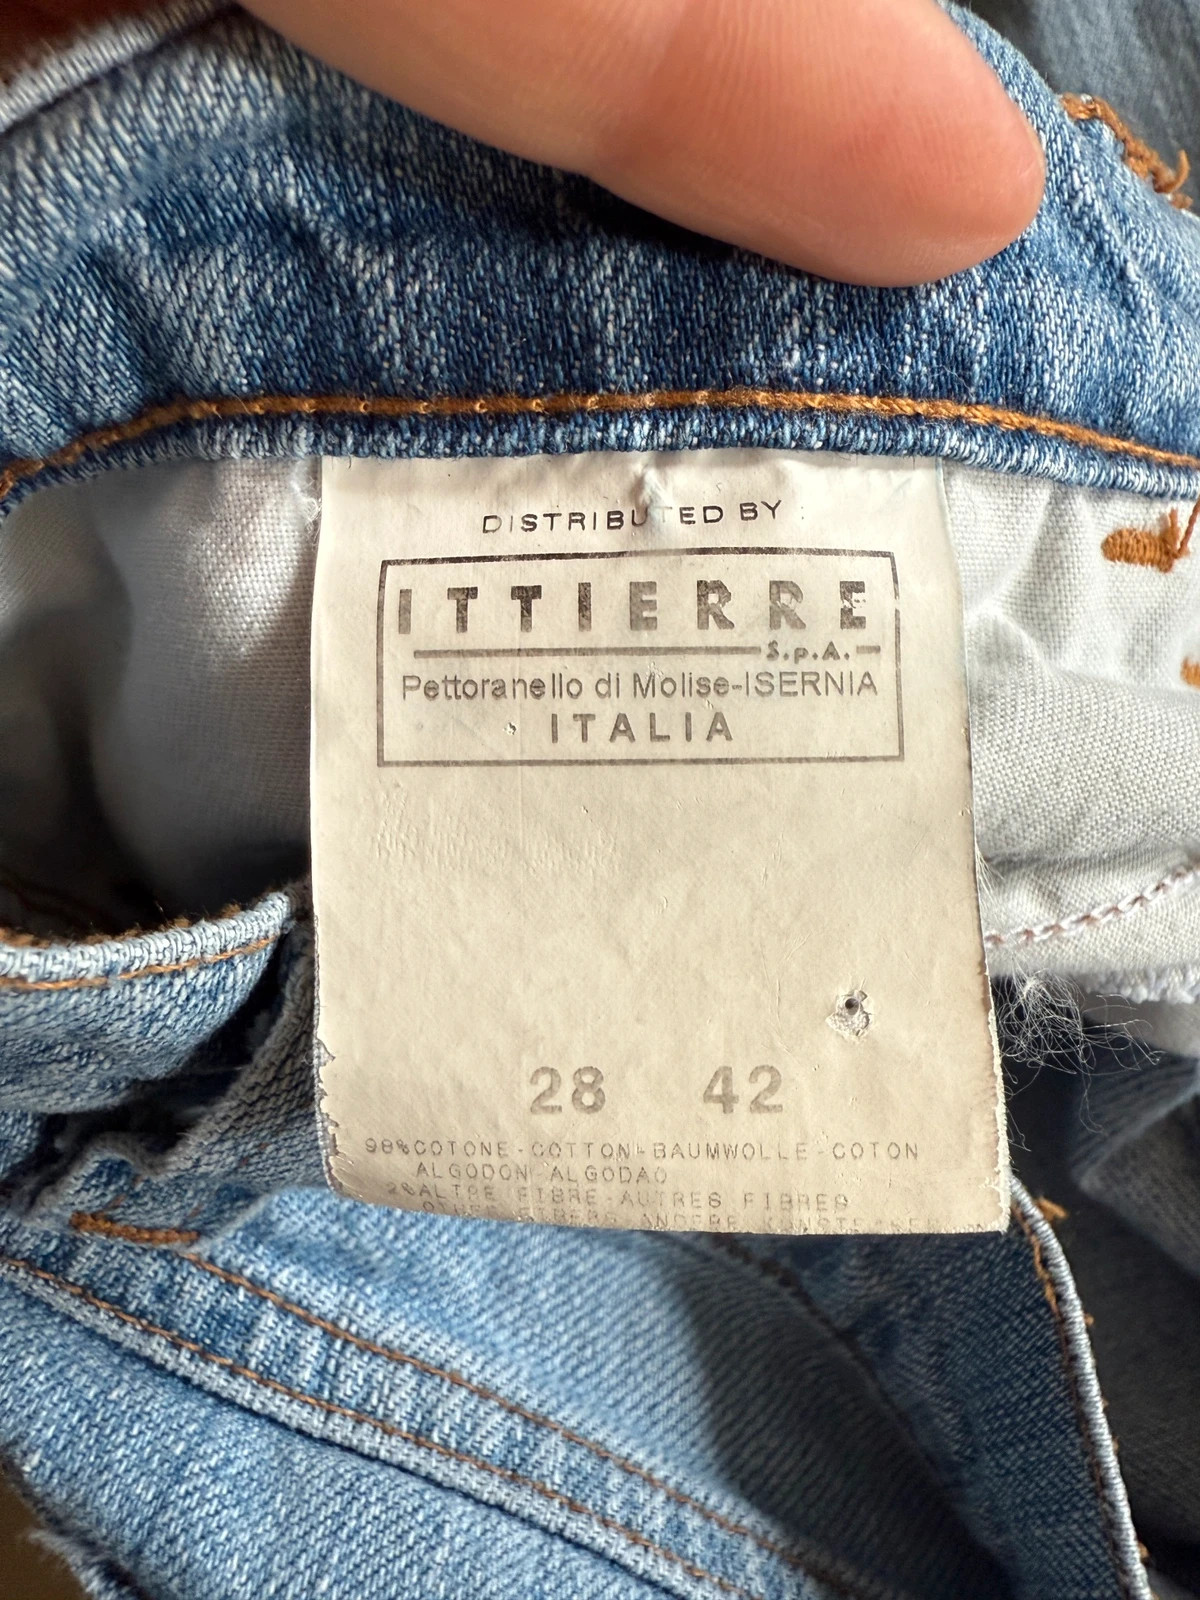 DISTRIBUTED BY :
ITTIERRE
S.p.A.
Pettoranello di Molise-ISERNIA
ITALIA
28 42
98%COTONE-COTTON-BAUMWOLLE-COTON
ALGODON-ALGODAO
2%ALTRE FIBRE-AUTRES FIBRES